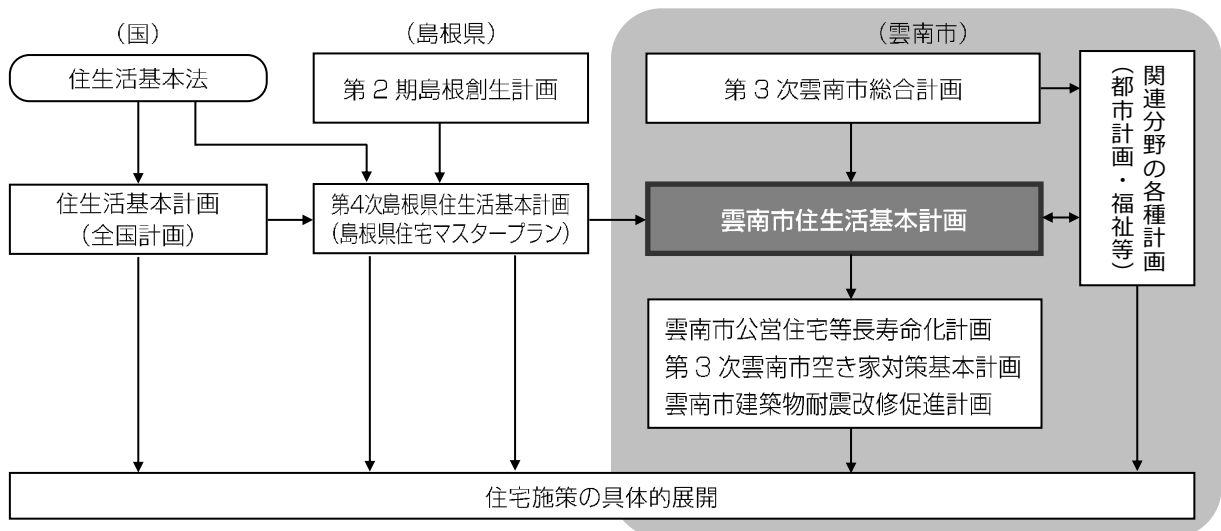 （国）
住生活基本法
住生活基本計画
（全国計画）
（島根県）
第２期島根創生計画
第4次島根県住生活基本計画
（島根県住宅マスタープラン）
（雲南市）
第３次雲南市総合計画
雲南市住生活基本計画
関連分野の各種計画
（都市計画・福祉等）
雲南市公営住宅等長寿命化計画
第３次雲南市空き家対策基本計画
雲南市建築物耐震改修促進計画
住宅施策の具体的展開